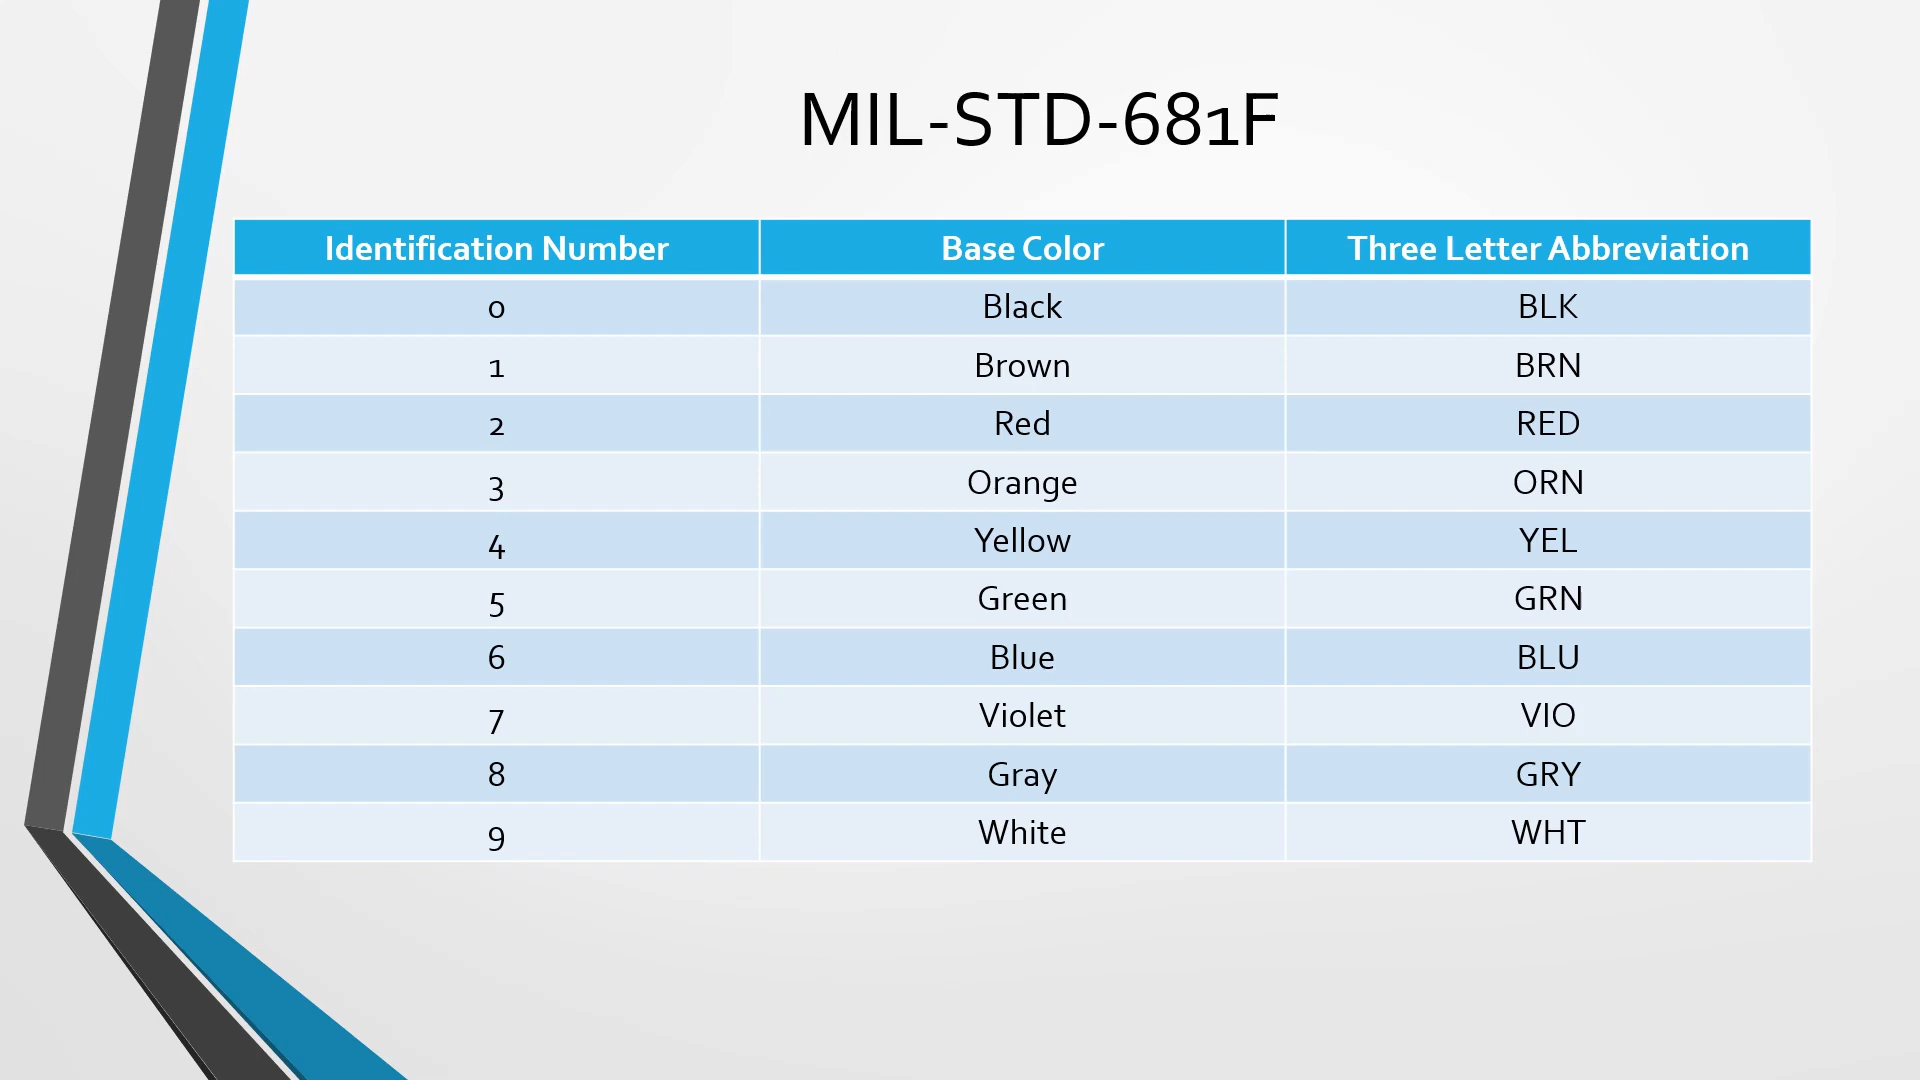 MIL-STD-681F
Identification Number Base Color Three Letter Abbreviation
0 Black BLK
1 Brown BRN
2 Red RED
3 Orange ORN
4 Yellow YEL
5 Green GRN
6 Blue BLU
7 Violet VIO
8 Gray GRY
9 White WHT